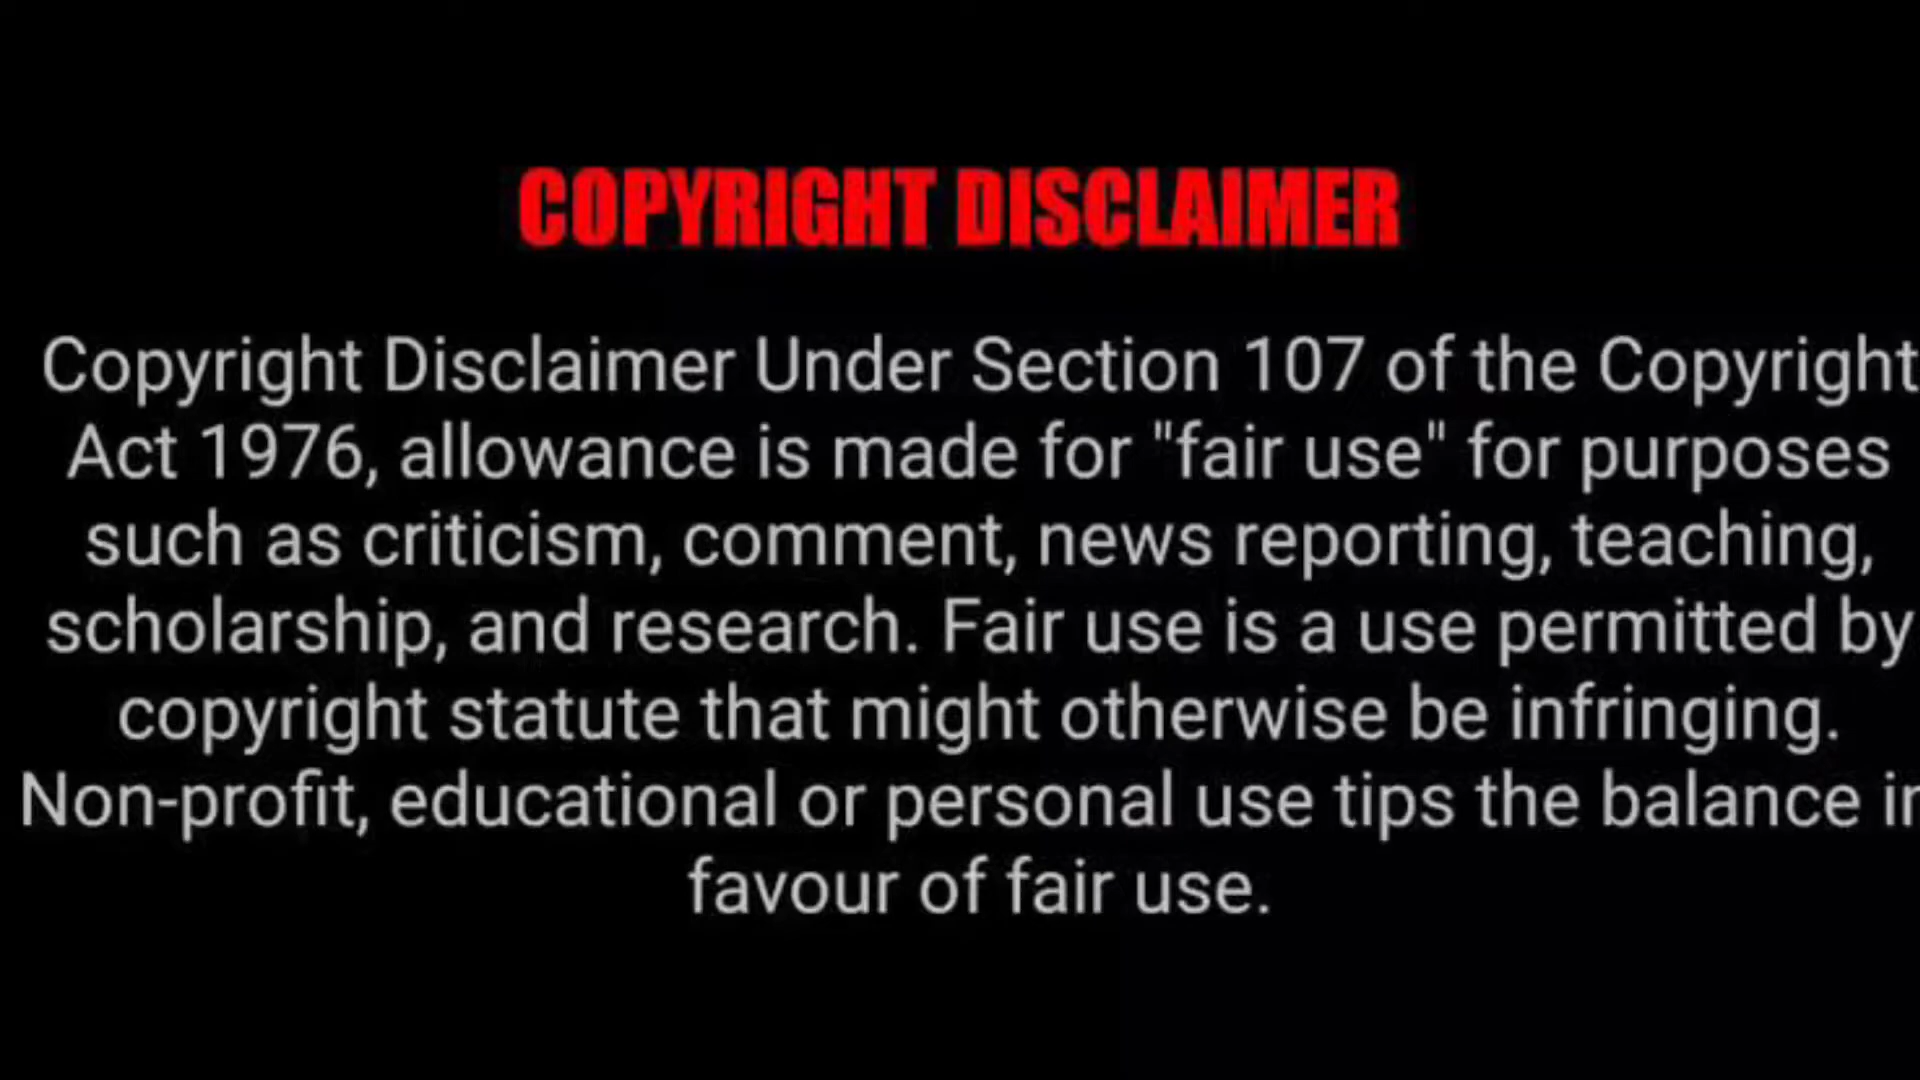 COPYRIGHT DISCLAIMER
Copyright Disclaimer Under Section 107 of the Copyright
Act 1976, allowance is made for "fair use" for purposes
such as criticism, comment, news reporting, teaching,
scholarship, and research. Fair use is a use permitted by
copyright statute that might otherwise be infringing.
Non-profit, educational or personal use tips the balance in
favour of fair use.